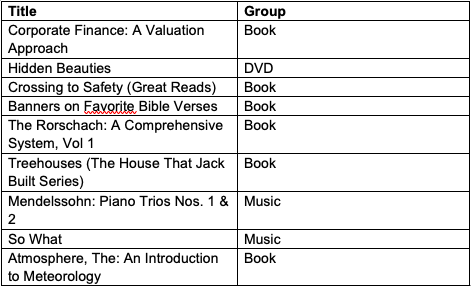 Title Group
Corporate Finance: A Valuation Book
Approach
Hidden Beauties DVD
Crossing to Safety (Great Reads) Book
Banners on Favorite Bible Verses Book
The Rorschach: A Comprehensive Book
System, Vol 1
Treehouses (The House That Jack Book
Built Series)
Mendelssohn: Piano Trios Nos. 1 & Music
2
So What Music
Atmosphere, The: An Introduction Book
to Meteorology